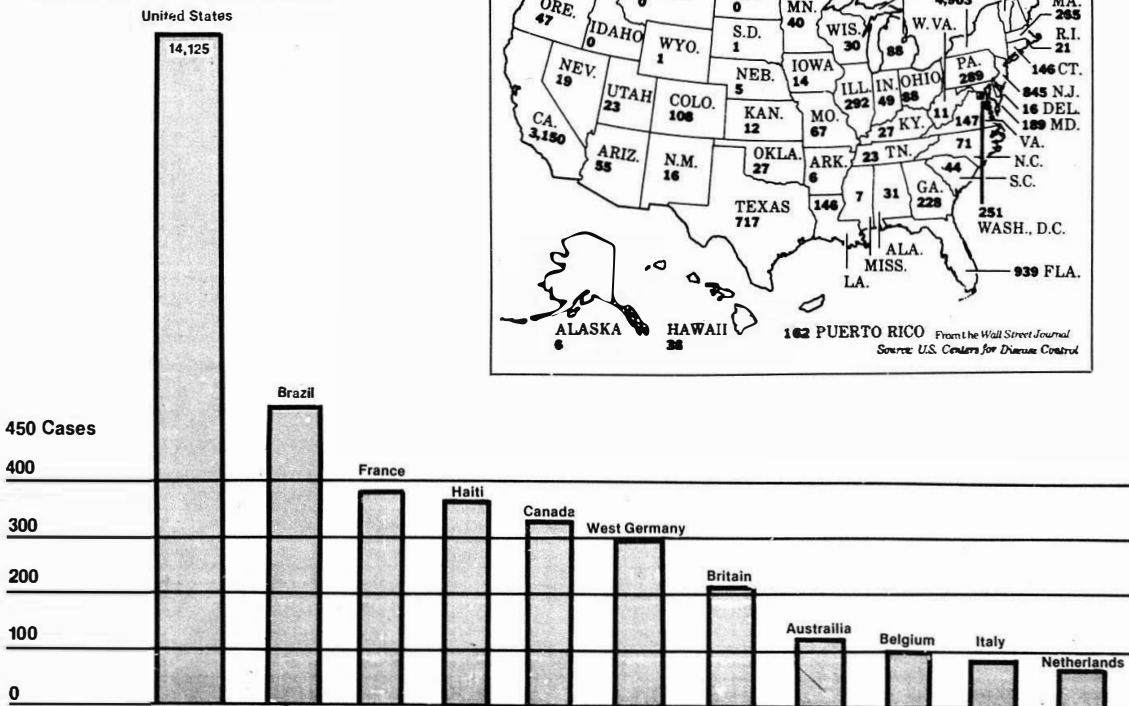 United States
14,125
Brazil
450 Cases
400
France
Haiti
Canada
300
West Germany
200
Britain
100
Austrailia
Belgium
Italy
Netherlands
0
ORE.
47
IDAHO
0
0
WYO.
1
0
S.D.
1
MN.
40
WIS.
30
88
W.VA.
4,903
MA.
265
R.I.
21
146 CT.
845 N.J.
16 DEL.
189 MD.
VA.
N.C.
S.C.
NEV.
19
UTAH
23
COLO.
108
NEB.
5
KAN.
12
IOWA
14
ILL.
292
IN.
49
OHIO
88
PA.
289
11
147
71
44
CA.
3,150
ARIZ.
55
N.M.
16
OKLA.
27
MO.
67
ARK.
6
27 KY.
23 TN.
TEXAS
717
146
7
31
GA.
228
251
WASH., D.C.
ALA.
MISS.
LA.
939 FLA.
ALASKA
6
HAWAII
38
162 PUERTO RICO
From the Wall Street Journal
Source: U.S. Centers for Disease Control